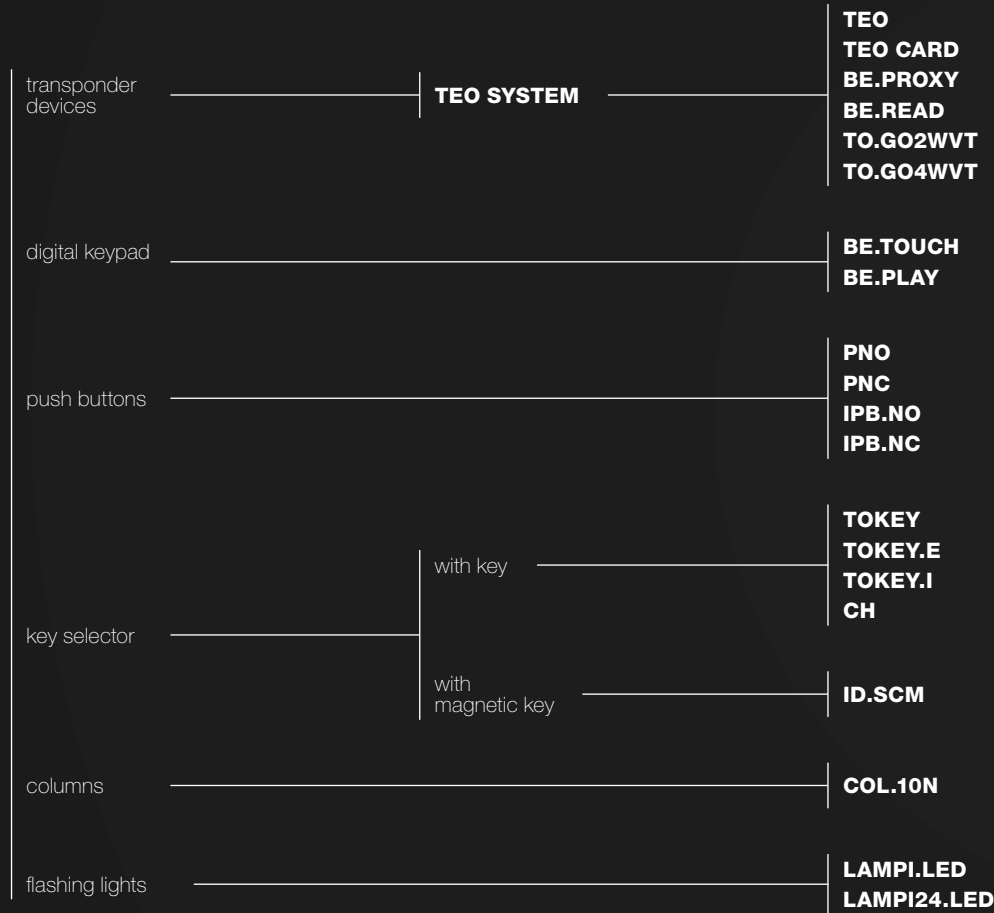 transponder
devices
TEO SYSTEM
TEO
TEO CARD
BE.PROXY
BE.READ
TO.GO2WVT
TO.GO4WVT
digital keypad
BE.TOUCH
BE.PLAY
push buttons
PNO
PNC
IPB.NO
IPB.NC
key selector
with key
TOKEY
TOKEY.E
TOKEY.I
CH
with
magnetic key
ID.SCM
columns
COL.10N
flashing lights
LAMPI.LED
LAMPI24.LED